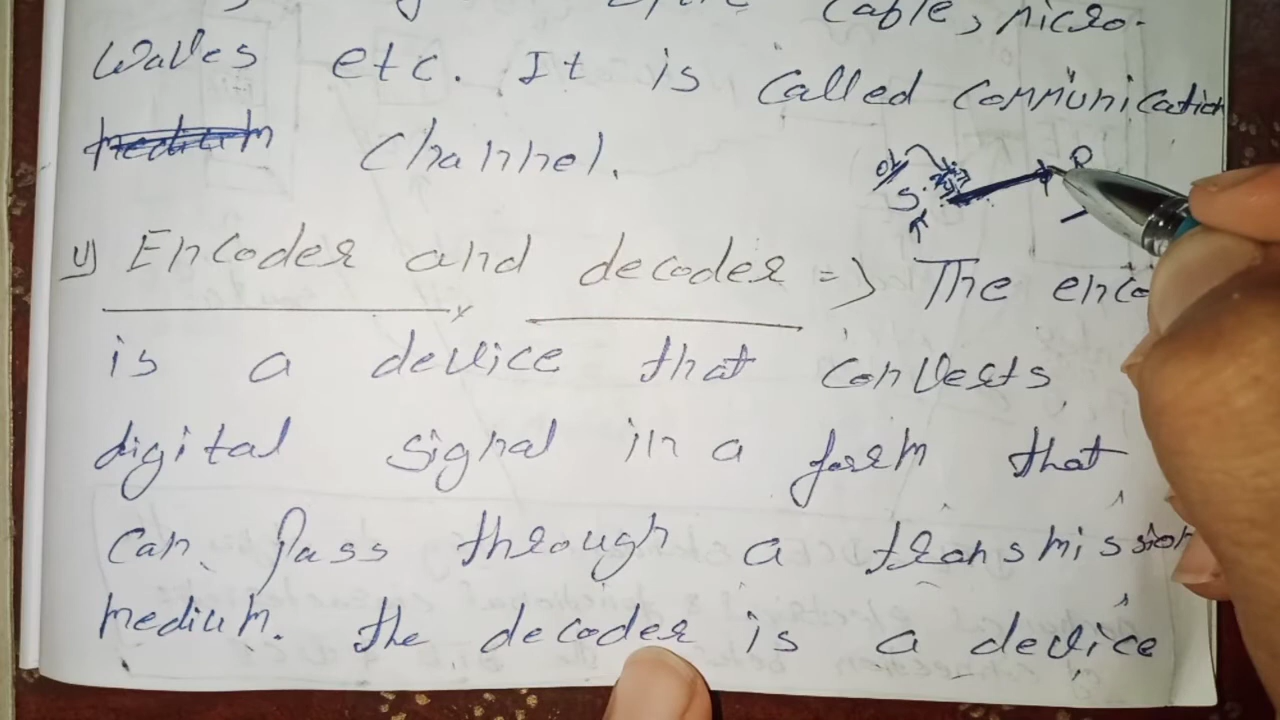 cable, micro-
waves etc. It is called communication
medium channel.
v) Encoder and decoder => The enco
is a device that converts
digital signal in a form that
can pass through a transmission
medium. the decoder is a device